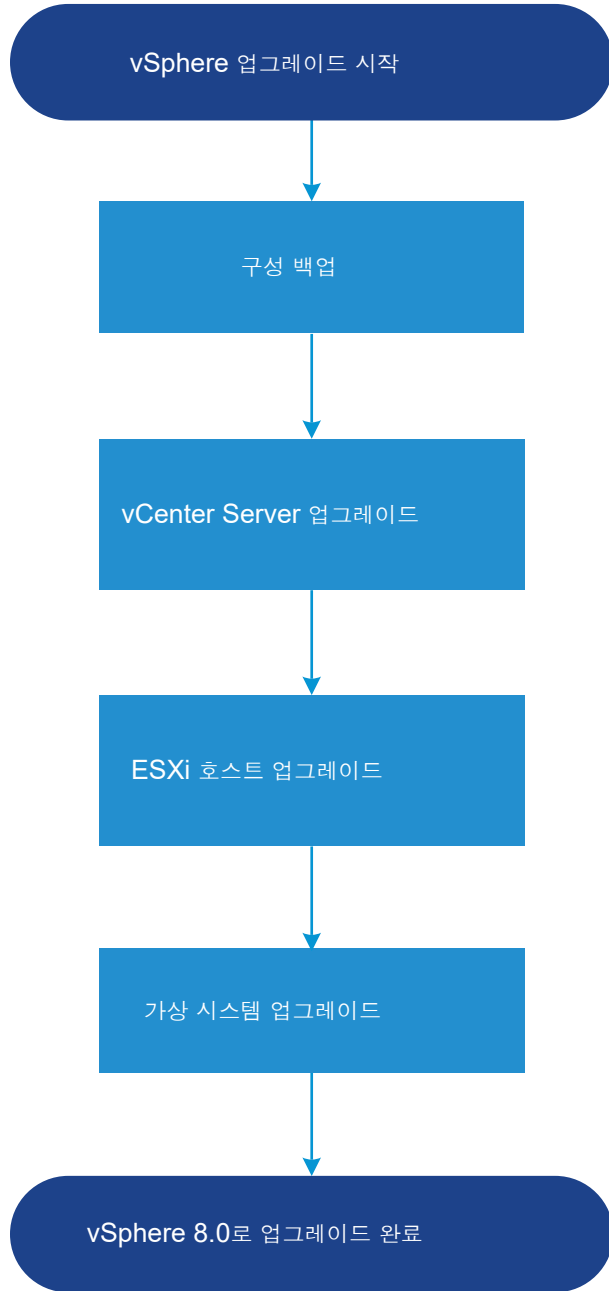 vSphere 업그레이드 시작
구성 백업
vCenter Server 업그레이드
ESXi 호스트 업그레이드
가상 시스템 업그레이드
vSphere 8.0로 업그레이드 완료